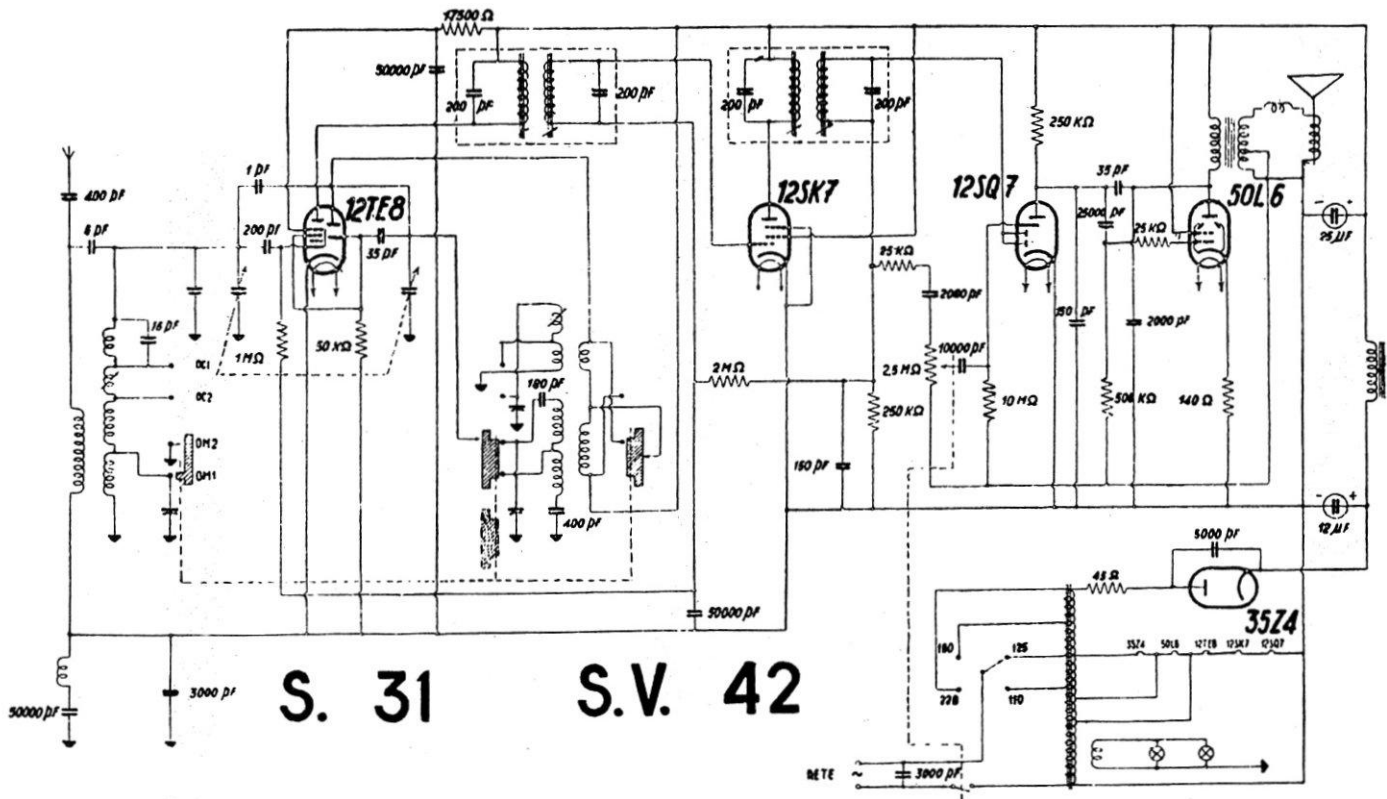 17500 Ω
50000 pF
200 pF
200 pF
200 pF
200 pF
250 KΩ
400 pF
1 pF
12TE8
12SK7
12SQ7
35 pF
50L6
6 pF
200 pF
35 pF
25000 pF
25 KΩ
25 µF
25 KΩ
2000 pF
16 pF
1 MΩ
50 KΩ
150 pF
2000 pF
10000 pF
OC1
OC2
180 pF
2 MΩ
2,5 MΩ
250 KΩ
10 MΩ
500 KΩ
140 Ω
OM2
OM1
150 pF
400 pF
12 µF
5000 pF
45 Ω
50000 pF
35Z4
S. 31 S.V. 42
160
125
35Z4 50L6 12TE8 12SK7 12SQ7
3000 pF
50000 pF
220
110
RETE ~
3000 pF